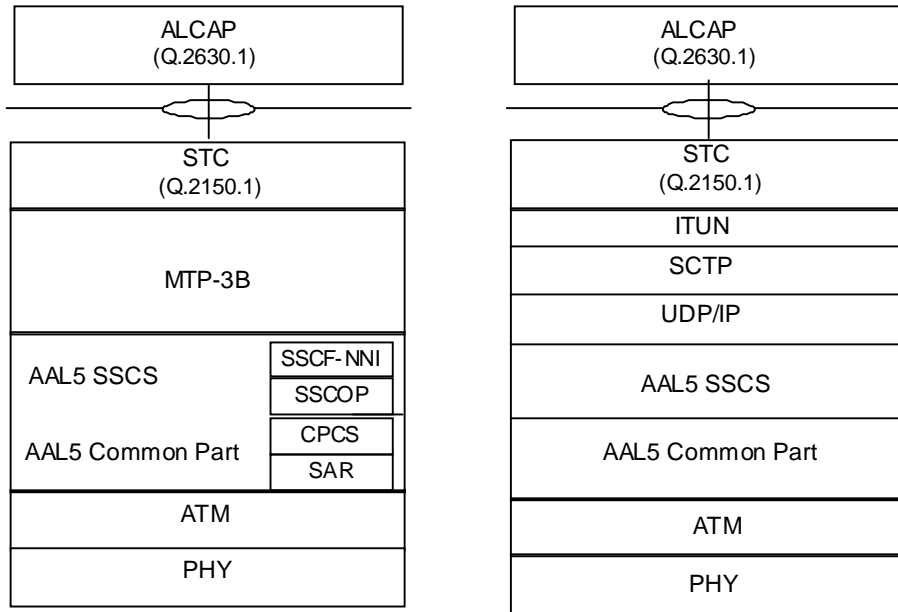 ALCAP
(Q.2630.1)
STC
(Q.2150.1)
MTP-3B
AAL5 SSCS
SSCF-NNI
SSCOP
AAL5 Common Part
CPCS
SAR
ATM
PHY
ALCAP
(Q.2630.1)
STC
(Q.2150.1)
ITUN
SCTP
UDP/IP
AAL5 SSCS
AAL5 Common Part
ATM
PHY